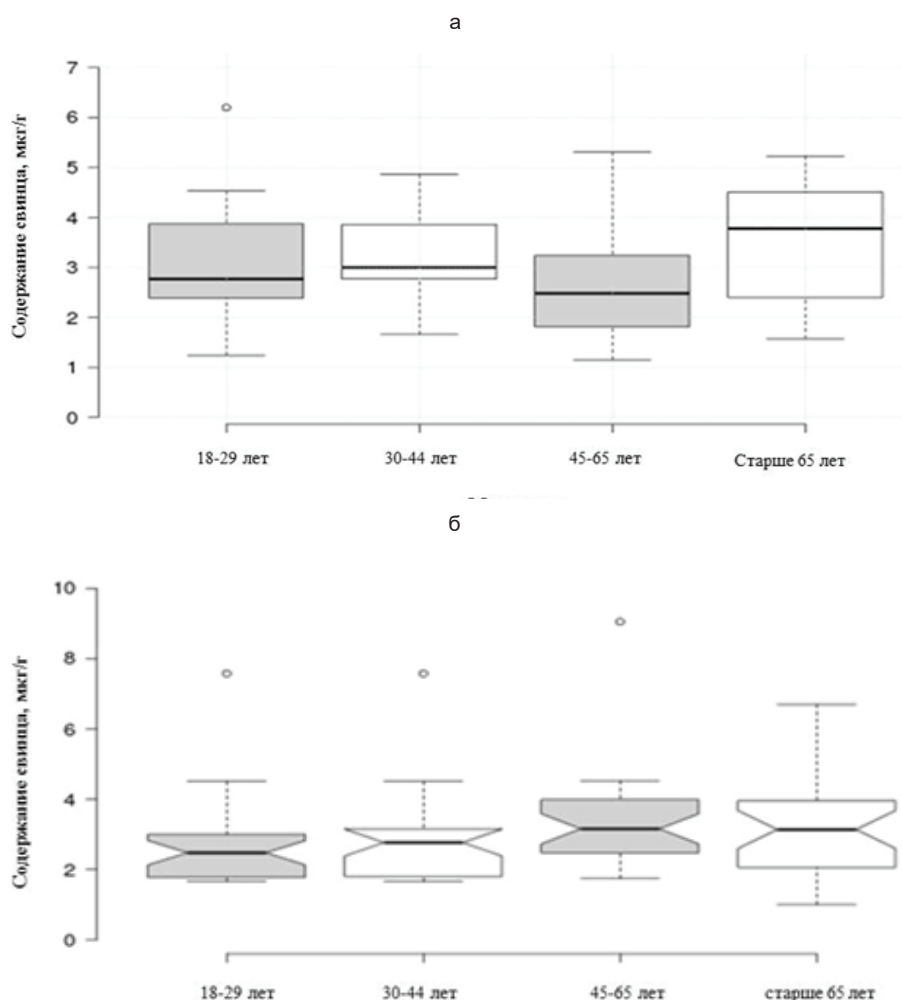 а
Содержание свинца, мкг/г
7
6
5
4
3
2
1
0
18-29 лет
30-44 лет
45-65 лет
Старше 65 лет
б
Содержание свинца, мкг/г
10
8
6
4
2
0
18-29 лет
30-44 лет
45-65 лет
старше 65 лет